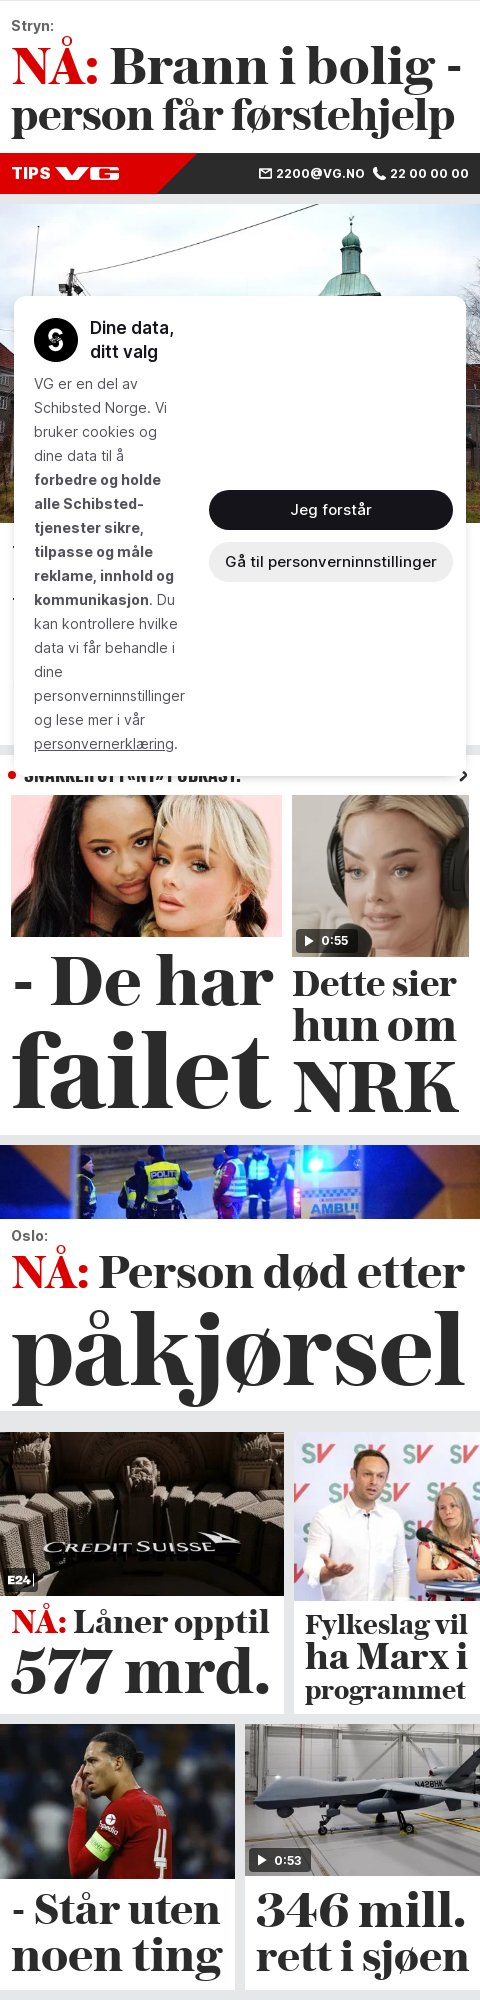 Stryn:
NÅ: Brann i bolig -
person får førstehjelp
TIPS VG
2200@VG.NO 22 00 00 00
Dine data,
ditt valg
VG er en del av
Schibsted Norge. Vi
bruker cookies og
dine data til å
forbedre og holde
alle Schibsted-
tjenester sikre,
tilpasse og måle
reklame, innhold og
kommunikasjon. Du
kan kontrollere hvilke
data vi får behandle i
dine
personverninnstillinger
og lese mer i vår
personvernerklæring.
Jeg forstår
Gå til personverninnstillinger
0:55
- De har
failet
Dette sier
hun om
NRK
POLITI
AMBUL
Oslo:
NÅ: Person død etter
påkjørsel
CREDIT SUISSE
E24
NÅ: Låner opptil
577 mrd.
SV SV
Fylkeslag vil
ha Marx i
programmet
4
- Står uten
noen ting
N428HK
0:53
346 mill.
rett i sjøen